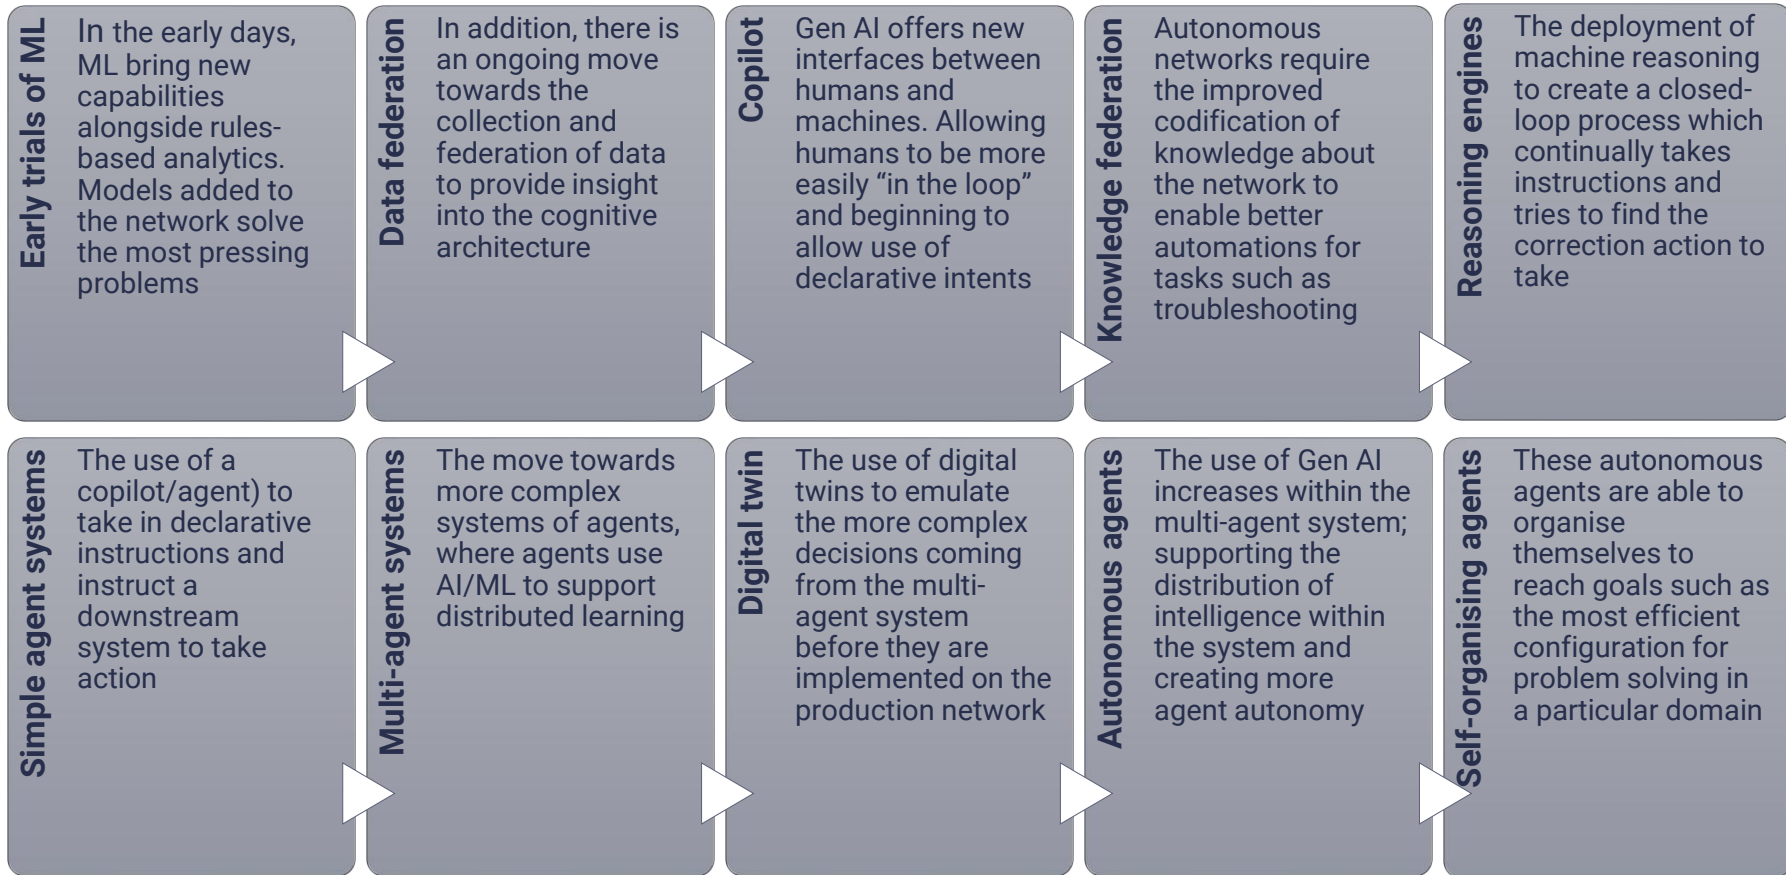 Early trials of ML
In the early days,
ML bring new
capabilities
alongside rules-
based analytics.
Models added to
the network solve
the most pressing
problems
Data federation
In addition, there is
an ongoing move
towards the
collection and
federation of data
to provide insight
into the cognitive
architecture
Copilot
Gen AI offers new
interfaces between
humans and
machines. Allowing
humans to be more
easily “in the loop”
and beginning to
allow use of
declarative intents
Knowledge federation
Autonomous
networks require
the improved
codification of
knowledge about
the network to
enable better
automations for
tasks such as
troubleshooting
Reasoning engines
The deployment of
machine reasoning
to create a closed-
loop process which
continually takes
instructions and
tries to find the
correction action to
take
Simple agent systems
The use of a
copilot/agent) to
take in declarative
instructions and
instruct a
downstream
system to take
action
Multi-agent systems
The move towards
more complex
systems of agents,
where agents use
AI/ML to support
distributed learning
Digital twin
The use of digital
twins to emulate
the more complex
decisions coming
from the multi-
agent system
before they are
implemented on the
production network
Autonomous agents
The use of Gen AI
increases within the
multi-agent system;
supporting the
distribution of
intelligence within
the system and
creating more
agent autonomy
Self-organising agents
These autonomous
agents are able to
organise
themselves to
reach goals such as
the most efficient
configuration for
problem solving in
a particular domain